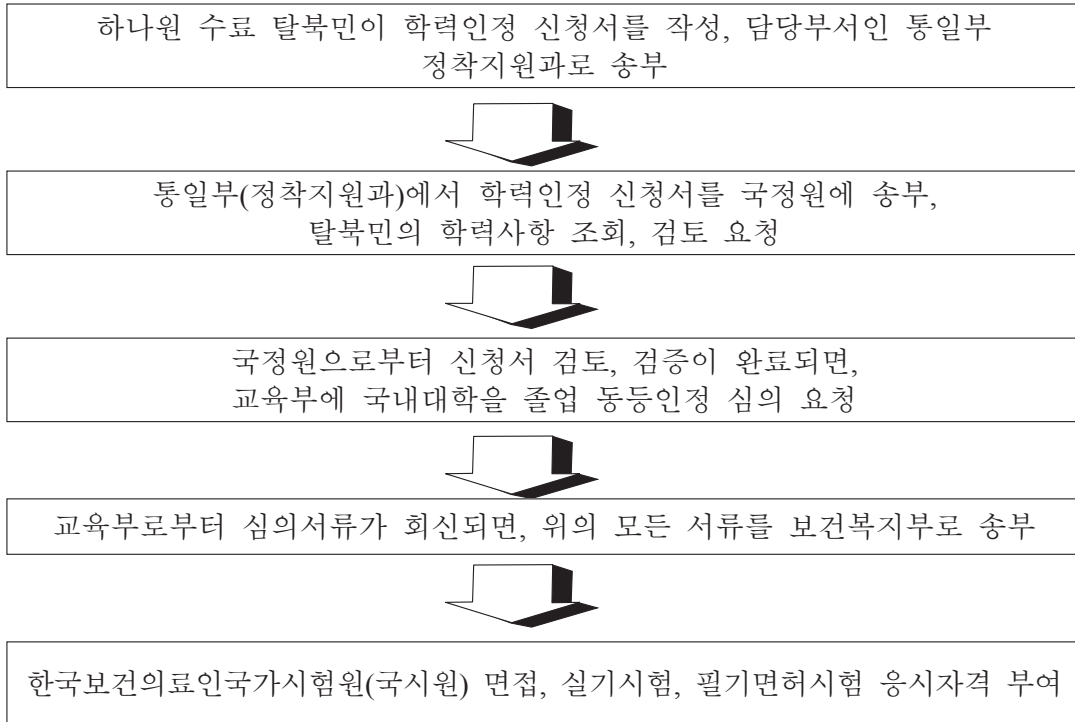 하나원 수료 탈북민이 학력인정 신청서를 작성, 담당부서인 통일부
정착지원과로 송부
통일부(정착지원과)에서 학력인정 신청서를 국정원에 송부,
탈북민의 학력사항 조회, 검토 요청
국정원으로부터 신청서 검토, 검증이 완료되면,
교육부에 국내대학을 졸업 동등인정 심의 요청
교육부로부터 심의서류가 회신되면, 위의 모든 서류를 보건복지부로 송부
한국보건의료인국가시험원(국시원) 면접, 실기시험, 필기면허시험 응시자격 부여